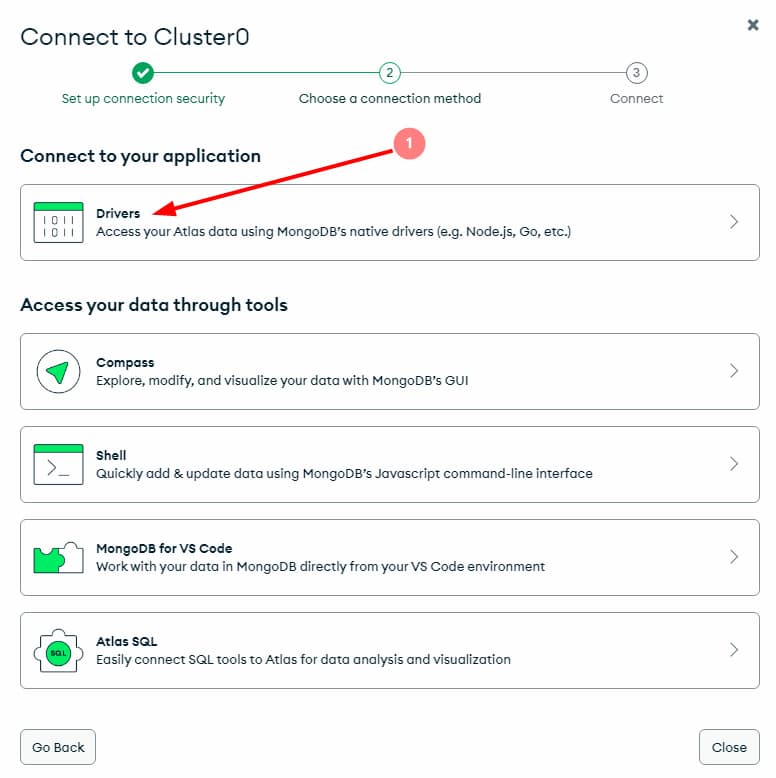 Connect to Cluster0
2
3
Set up connection security
Choose a connection method
Connect
1
Connect to your application
1011
1011
Drivers
Access your Atlas data using MongoDB's native drivers (e.g. Node.js, Go, etc.)
Access your data through tools
Compass
Explore, modify, and visualize your data with MongoDB's GUI
>_
Shell
Quickly add & update data using MongoDB's Javascript command-line interface
MongoDB for VS Code
Work with your data in MongoDB directly from your VS Code environment
SQL
Atlas SQL
Easily connect SQL tools to Atlas for data analysis and visualization
Go Back
Close